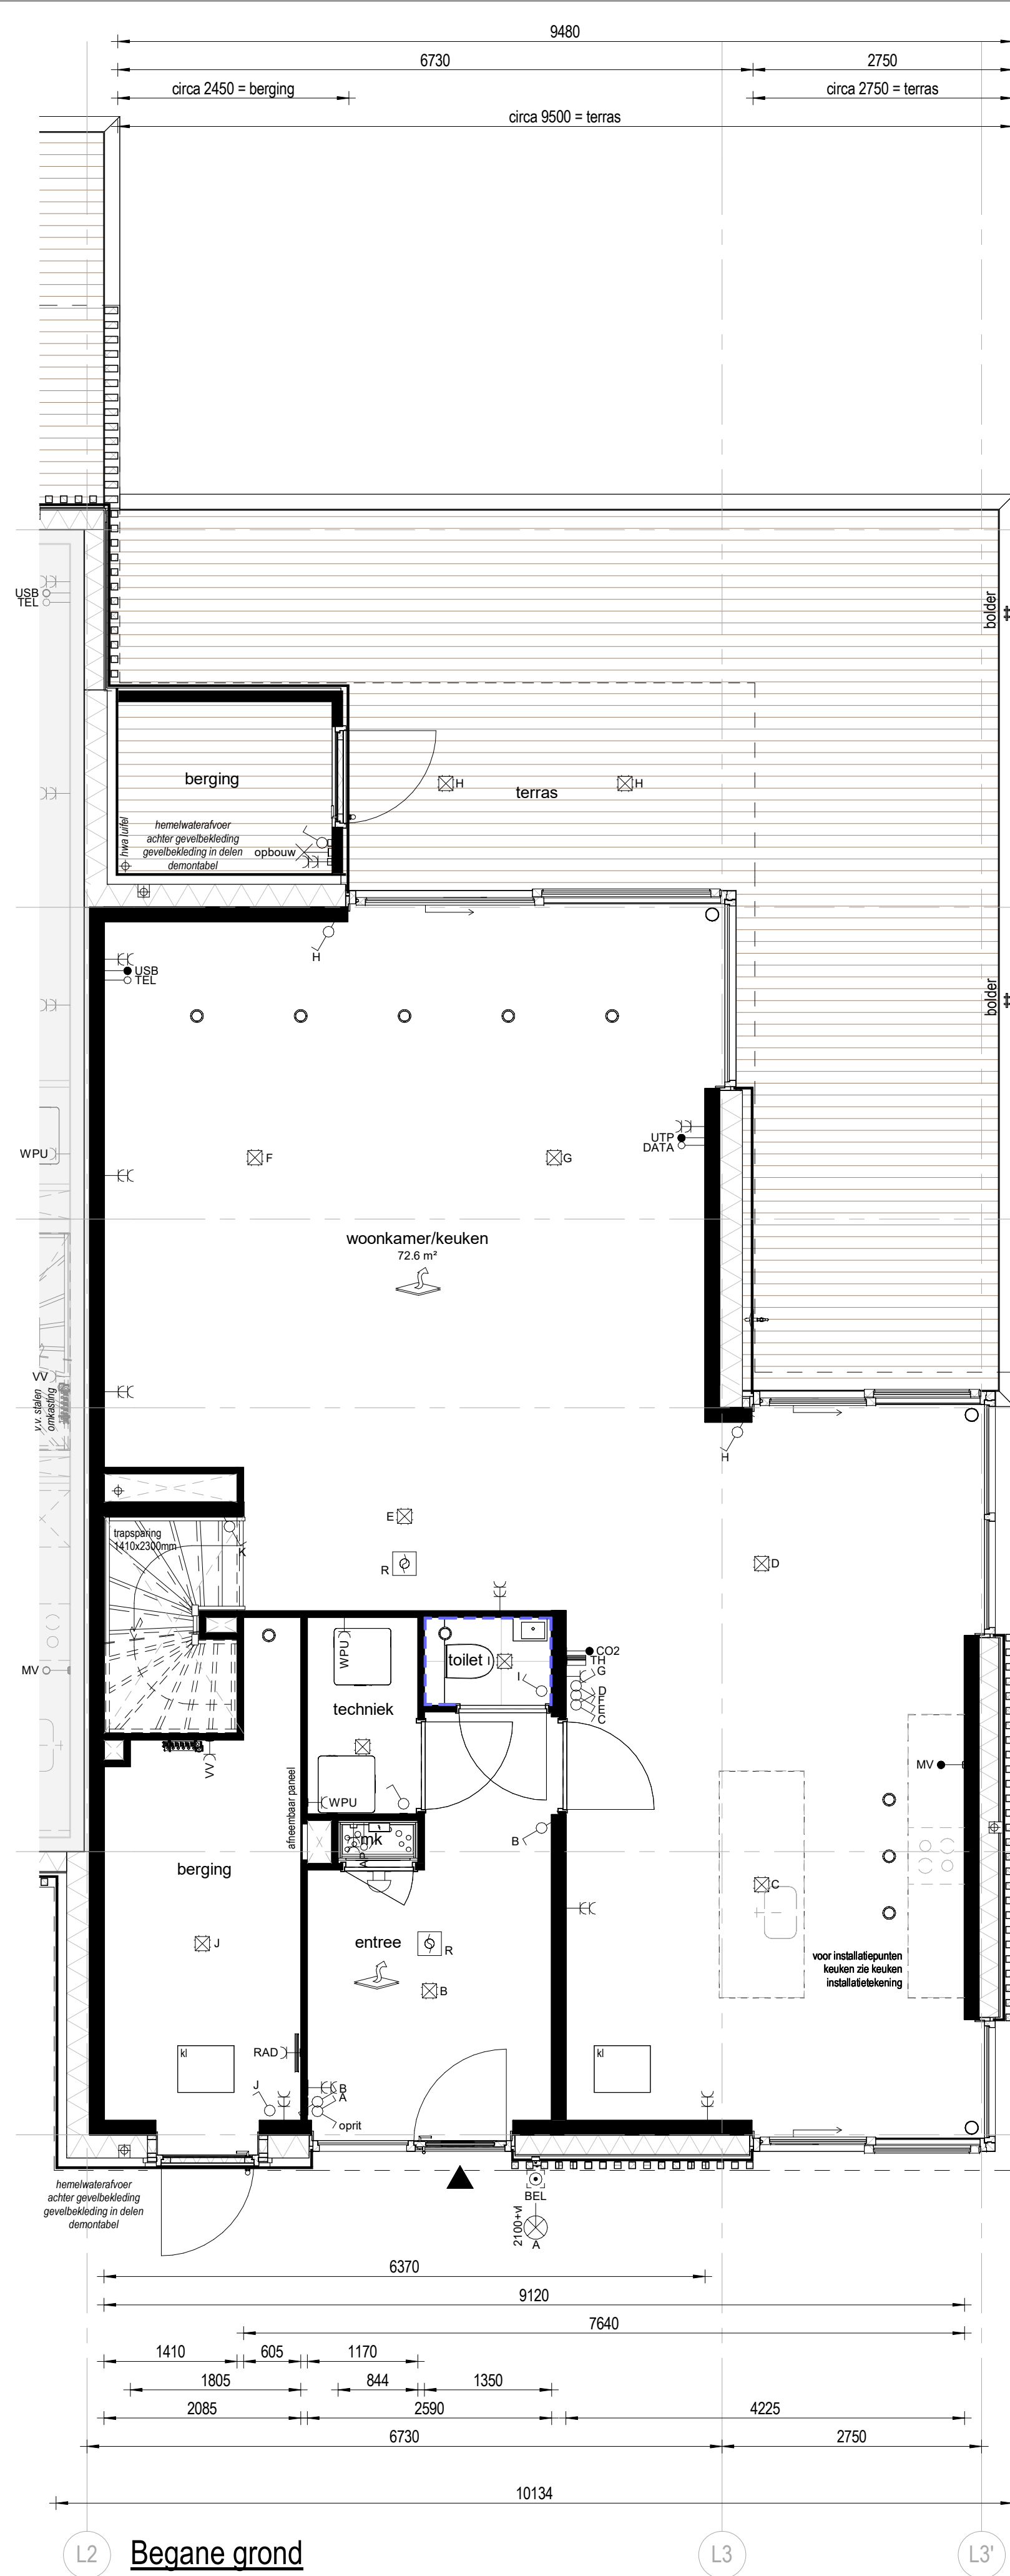 9480
6730
2750
circa 2450 = berging
circa 2750 = terras
circa 9500 = terras
USB
TEL
bolder
berging
H
H
terras
hwa luifel
hemelwaterafvoer
achter gevelbekleding
gevelbekleding in delen
demontabel
opbouw
H
USB
TEL
bolder
UTP
DATA
WPU
F
G
woonkamer/keuken
72.6 m²
VV
v.v. stalen
omkasting
H
E
trapsparing
1410x2300mm
K
R
D
CO2
TH
G
D
F
E
C
toilet
I
I
WPU
MV
techniek
VV
afneembaar paneel
WPU
MV
mk
B
berging
C
entree
R
J
B
voor installatiepunten
keuken zie keuken
installatietekening
kl
RAD
kl
J
B
A
oprit
hemelwaterafvoer
achter gevelbekleding
gevelbekleding in delen
demontabel
BEL
2100+vl
A
6370
9120
7640
1410
605
1170
1805
844
1350
2085
2590
4225
6730
2750
10134
L2
Begane grond
L3
L3'